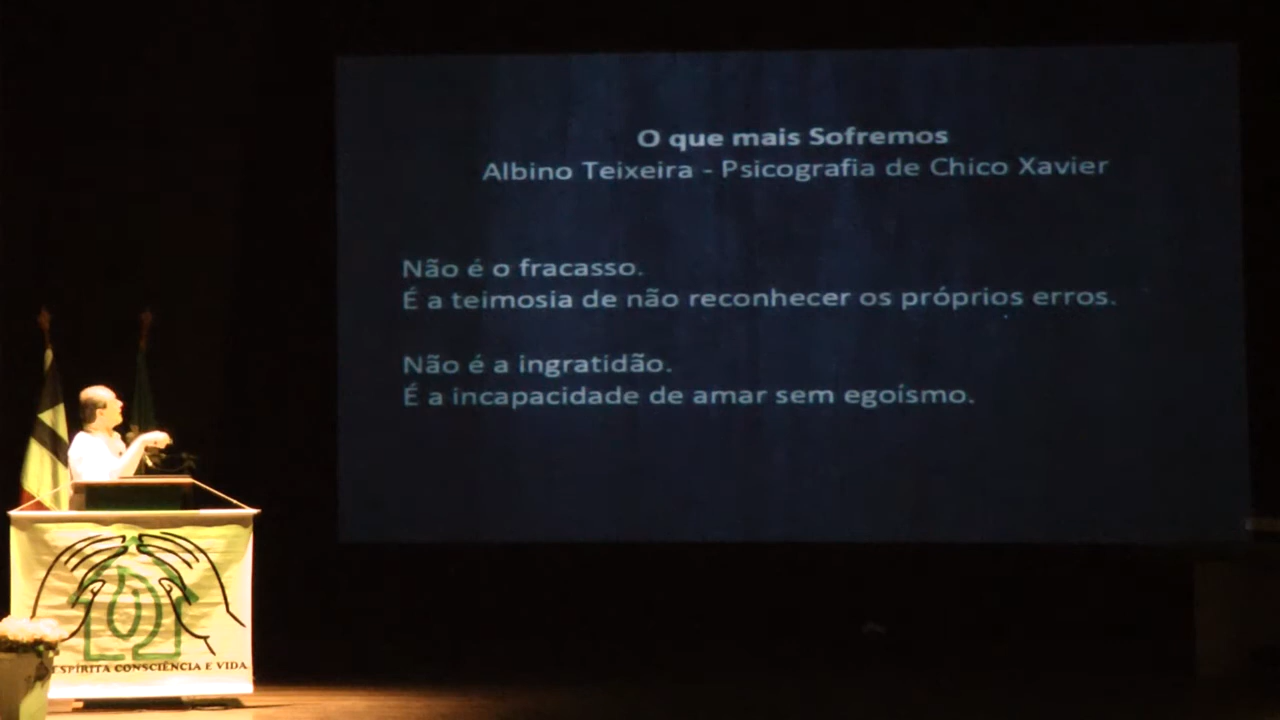 O que mais Sofremos
Albino Teixeira - Psicografia de Chico Xavier
Não é o fracasso.
É a teimosia de não reconhecer os próprios erros.
Não é a ingratidão.
É a incapacidade de amar sem egoísmo.
ESPÍRITA CONSCIÊNCIA E VIDA